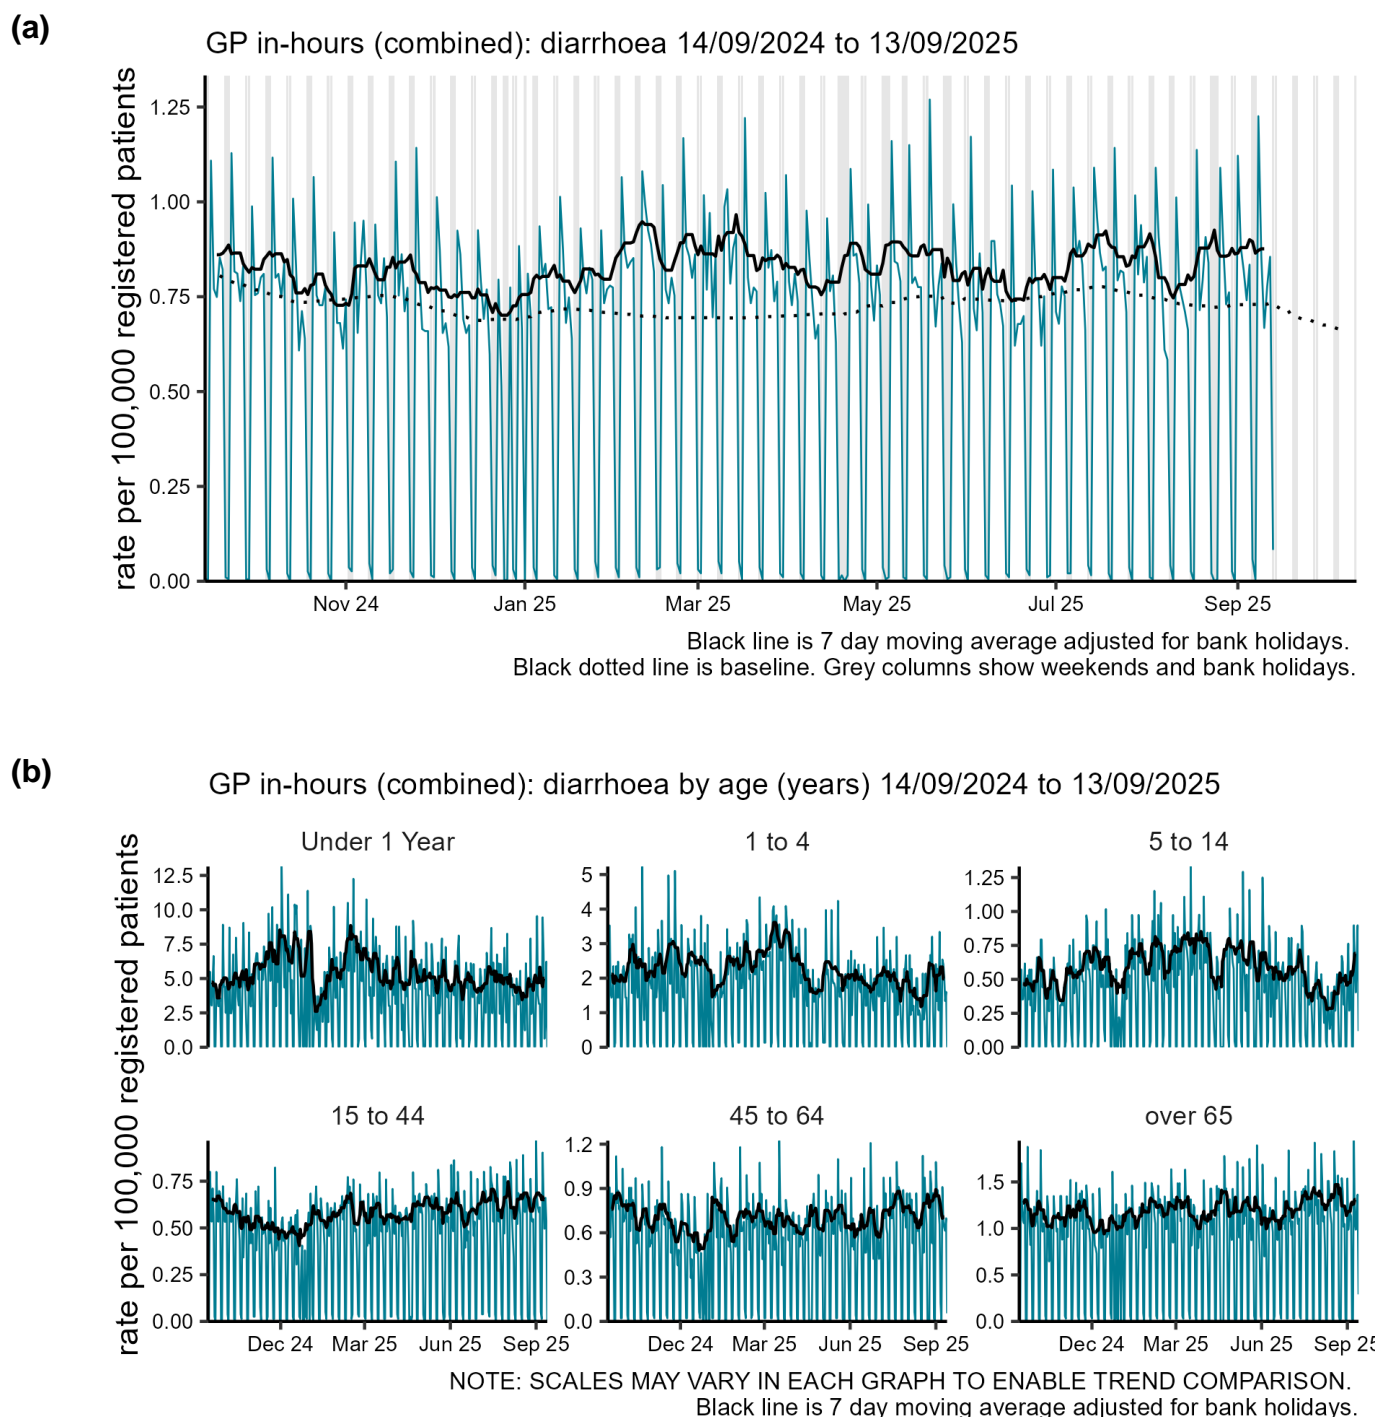 (a)
GP in-hours (combined): diarrhoea 14/09/2024 to 13/09/2025
rate per 100,000 registered patients
1.25
1.00
0.75
0.50
0.25
0.00
Nov 24 Jan 25 Mar 25 May 25 Jul 25 Sep 25
Black line is 7 day moving average adjusted for bank holidays.
Black dotted line is baseline. Grey columns show weekends and bank holidays.
(b)
GP in-hours (combined): diarrhoea by age (years) 14/09/2024 to 13/09/2025
rate per 100,000 registered patients
Under 1 Year
12.5
10.0
7.5
5.0
2.5
0.0
1 to 4
5
4
3
2
1
0
5 to 14
1.25
1.00
0.75
0.50
0.25
0.00
15 to 44
0.75
0.50
0.25
0.00
Dec 24 Mar 25 Jun 25 Sep 25
45 to 64
1.2
0.9
0.6
0.3
0.0
Dec 24 Mar 25 Jun 25 Sep 25
over 65
1.5
1.0
0.5
0.0
Dec 24 Mar 25 Jun 25 Sep 25
NOTE: SCALES MAY VARY IN EACH GRAPH TO ENABLE TREND COMPARISON.
Black line is 7 day moving average adjusted for bank holidays.